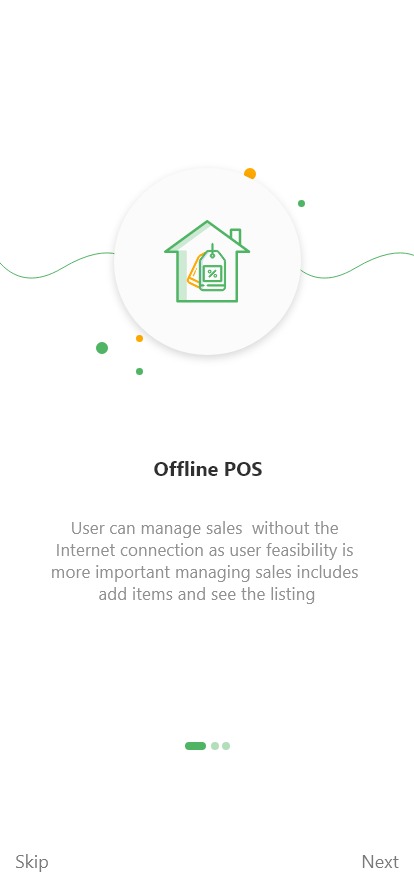 %
Offline POS
User can manage sales  without the
Internet connection as user feasibility is
more important managing sales includes
add items and see the listing
Skip
Next